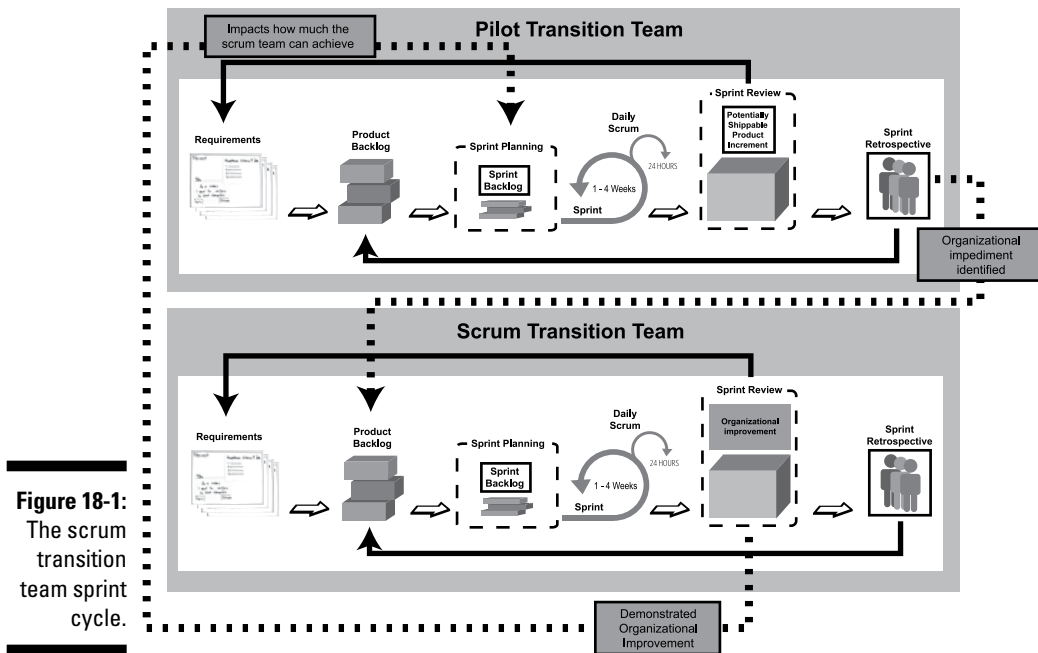 Impacts how much the
scrum team can achieve
Pilot Transition Team
Requirements
Product
Backlog
Sprint Planning
Sprint
Backlog
Daily
Scrum
24 HOURS
1 - 4 Weeks
Sprint
Sprint Review
Potentially
Shippable
Product
Increment
Sprint
Retrospective
Organizational
impediment
identified
Scrum Transition Team
Requirements
Product
Backlog
Sprint Planning
Sprint
Backlog
Daily
Scrum
24 HOURS
1 - 4 Weeks
Sprint
Sprint Review
Organizational
improvement
Sprint
Retrospective
Demonstrated
Organizational
Improvement
Figure 18-1:
The scrum
transition
team sprint
cycle.